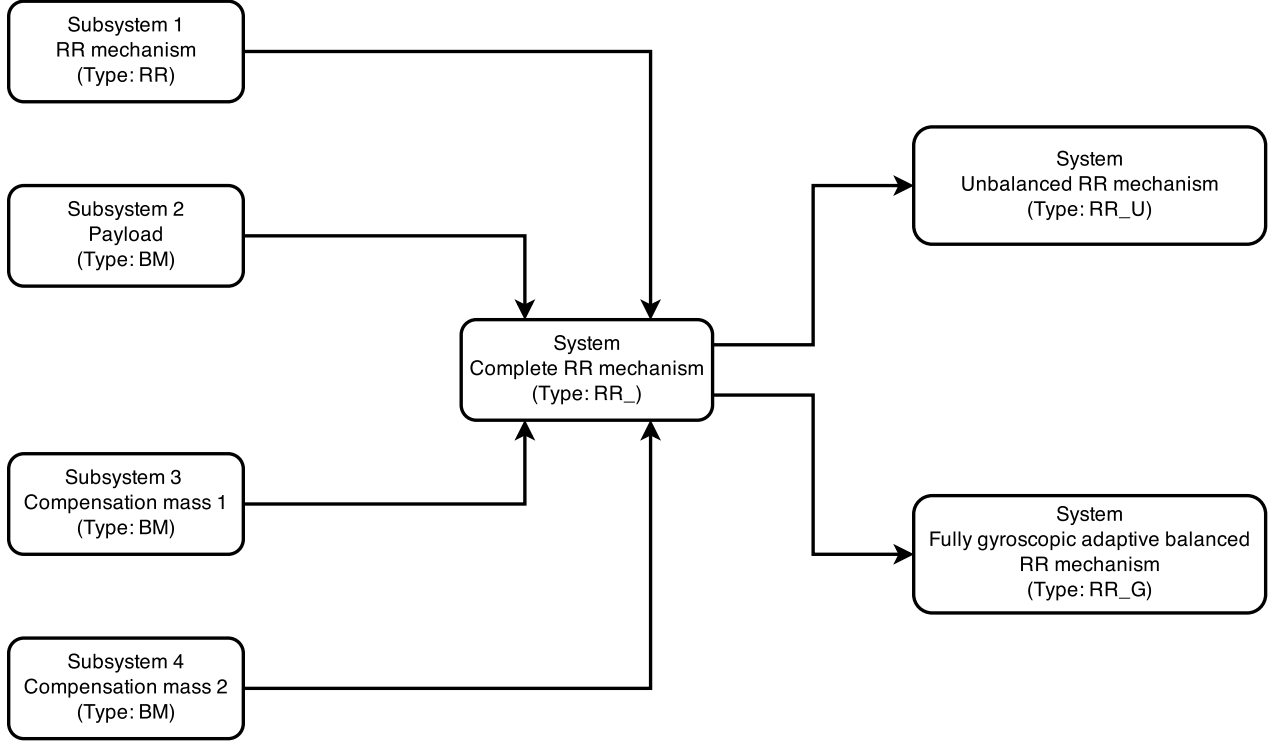 Subsystem 1
RR mechanism
(Type: RR)
Subsystem 2
Payload
(Type: BM)
Subsystem 3
Compensation mass 1
(Type: BM)
Subsystem 4
Compensation mass 2
(Type: BM)
System
Complete RR mechanism
(Type: RR_)
System
Unbalanced RR mechanism
(Type: RR_U)
System
Fully gyroscopic adaptive balanced
RR mechanism
(Type: RR_G)